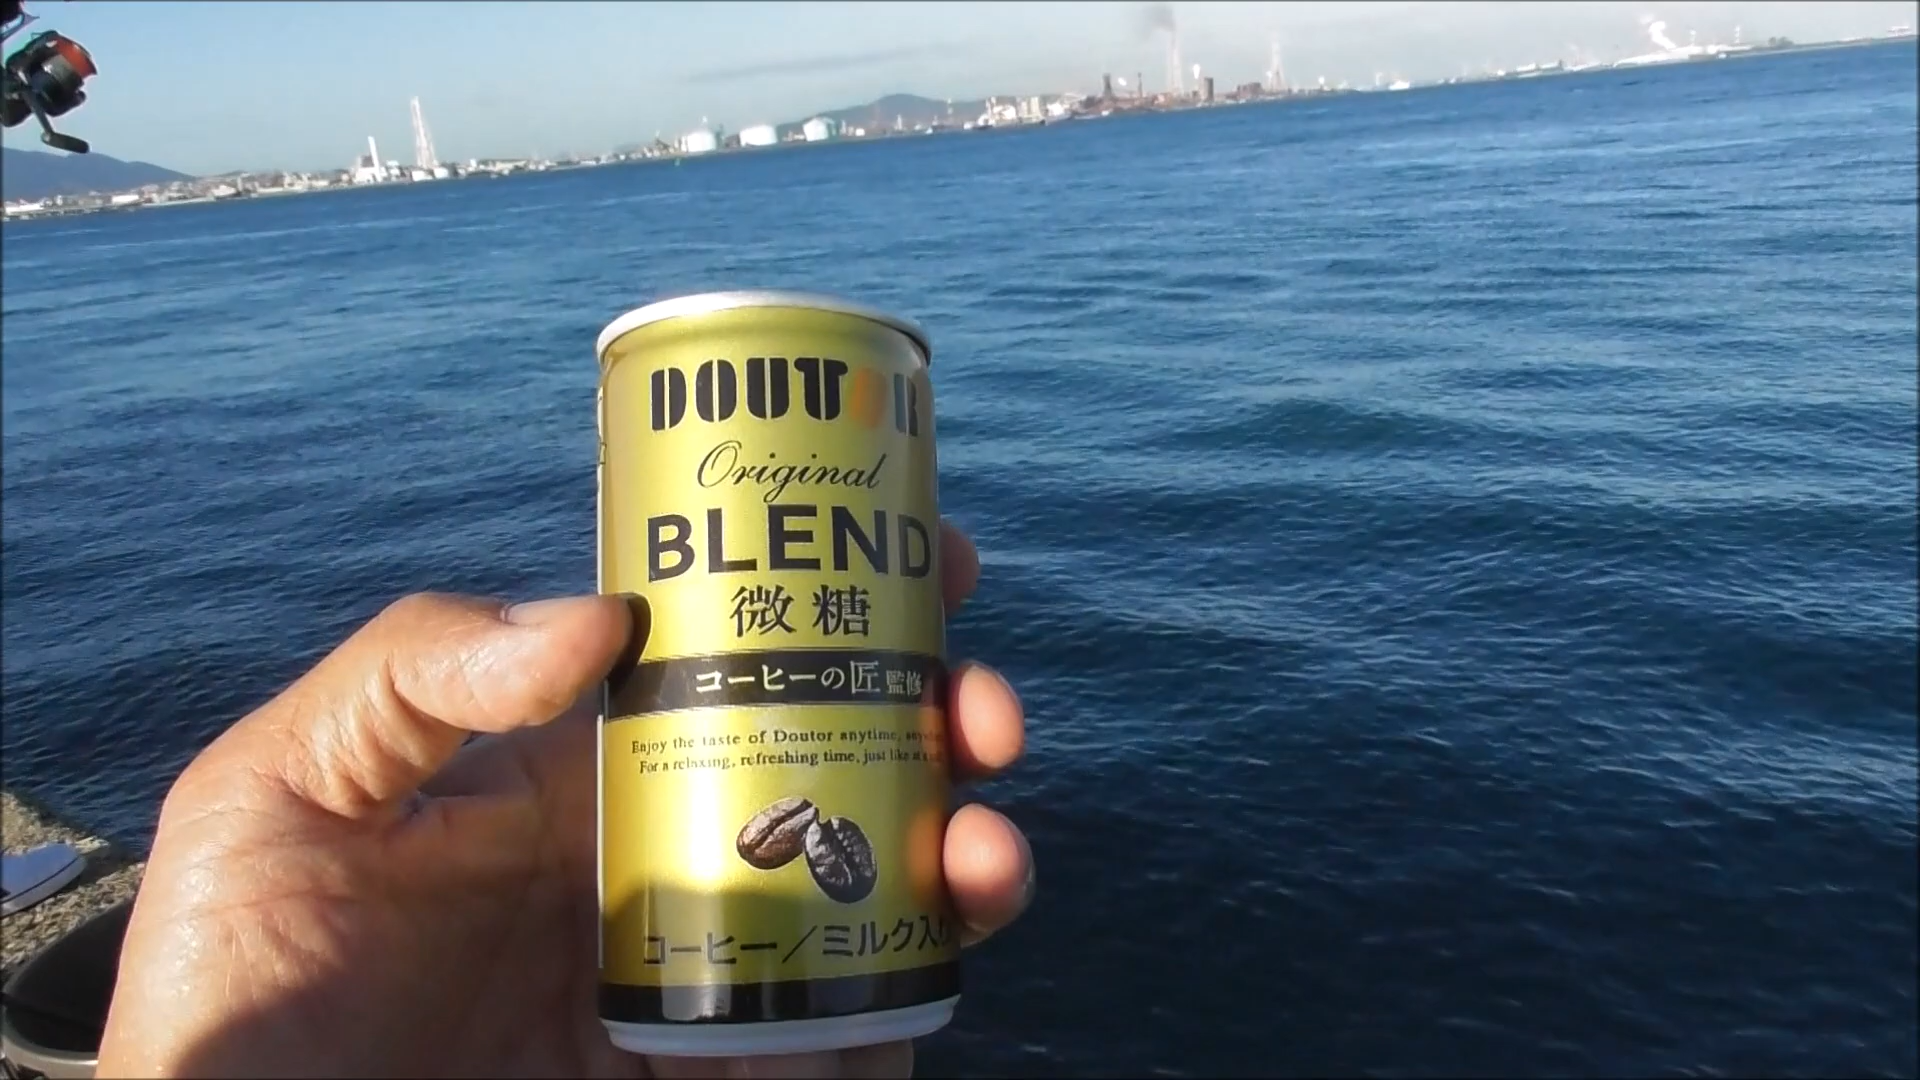 DOUTOR
Original
BLEND
微糖
コーヒーの匠監修
Enjoy the taste of Doutor anytime,
For a relaxing, refreshing time, just like at a
コーヒー／ミルク入り